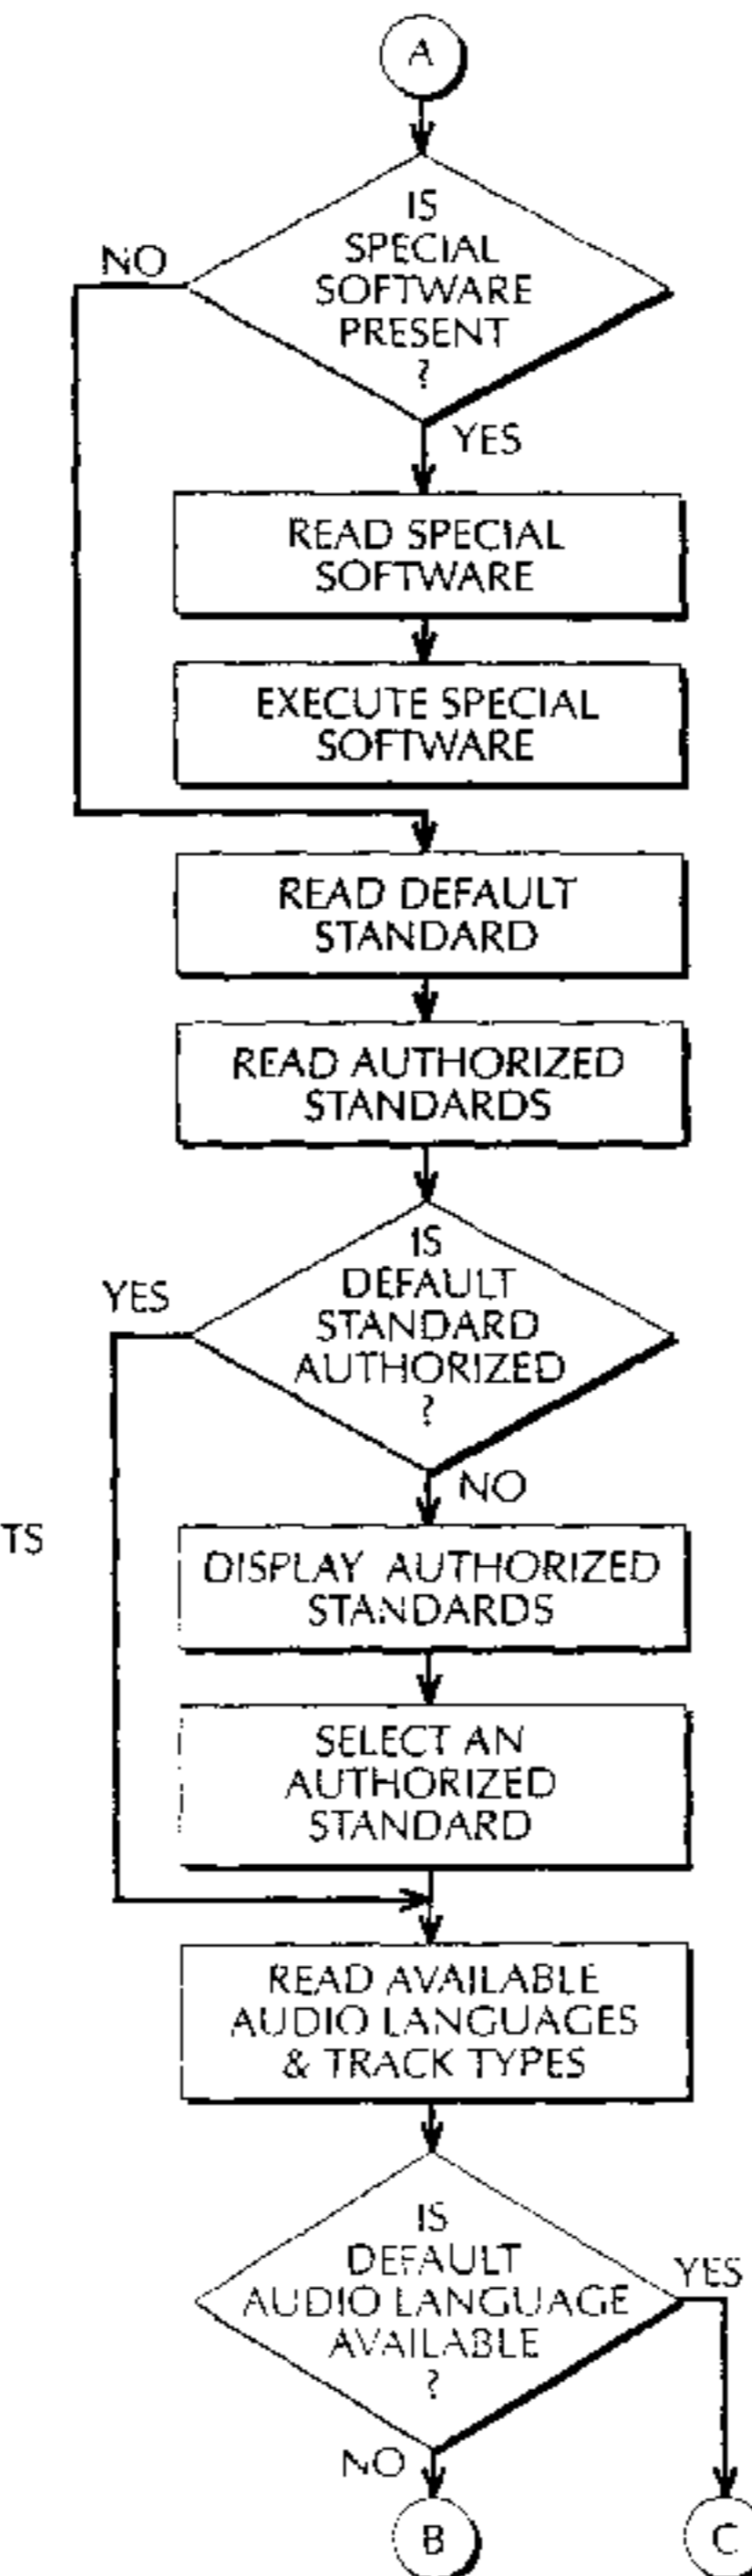 A
IS
SPECIAL
SOFTWARE
PRESENT
?
NO
YES
READ SPECIAL
SOFTWARE
EXECUTE SPECIAL
SOFTWARE
READ DEFAULT
STANDARD
READ AUTHORIZED
STANDARDS
IS
DEFAULT
STANDARD
AUTHORIZED
?
YES
NO
TS
DISPLAY AUTHORIZED
STANDARDS
SELECT AN
AUTHORIZED
STANDARD
READ AVAILABLE
AUDIO LANGUAGES
& TRACK TYPES
IS
DEFAULT
AUDIO LANGUAGE
AVAILABLE
?
YES
NO
B
C